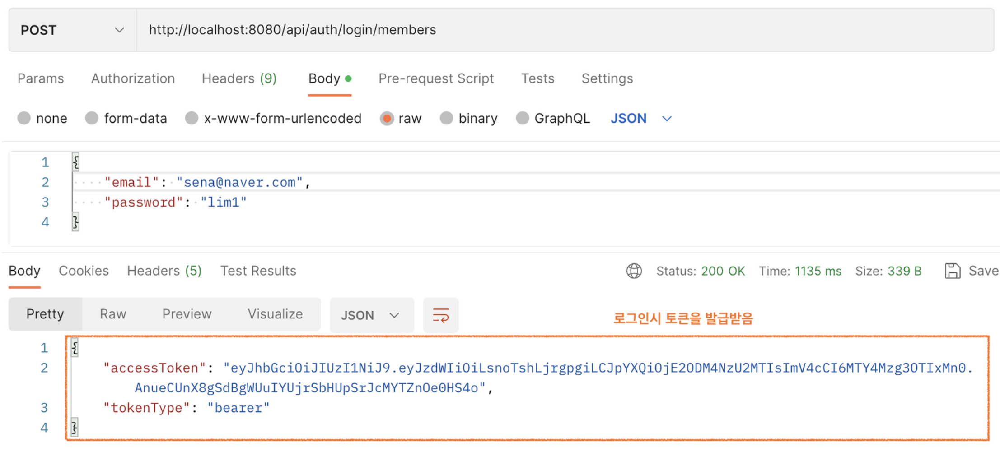 POST http://localhost:8080/api/auth/login/members
Params Authorization Headers (9) Body Pre-request Script Tests Settings
none form-data x-www-form-urlencoded raw binary GraphQL JSON
1 {
2 "email": "sena@naver.com",
3 "password": "lim1"
4 }
Body Cookies Headers (5) Test Results Status: 200 OK Time: 1135 ms Size: 339 B Save
Pretty Raw Preview Visualize JSON 로그인시 토큰을 발급받음
1 {
2 "accessToken": "eyJhbGciOiJIUzI1NiJ9.eyJzdWIiOiLsnoTshLjrgpgiLCJpYXQiOjE2ODM4NzU2MTIsImV4cCI6MTY4Mzg3OTIxMn0.
AnueCUnX8gSdBgWUuIYUjrSbHUpSrJcMYTZnOe0HS4o",
3 "tokenType": "bearer"
4 }